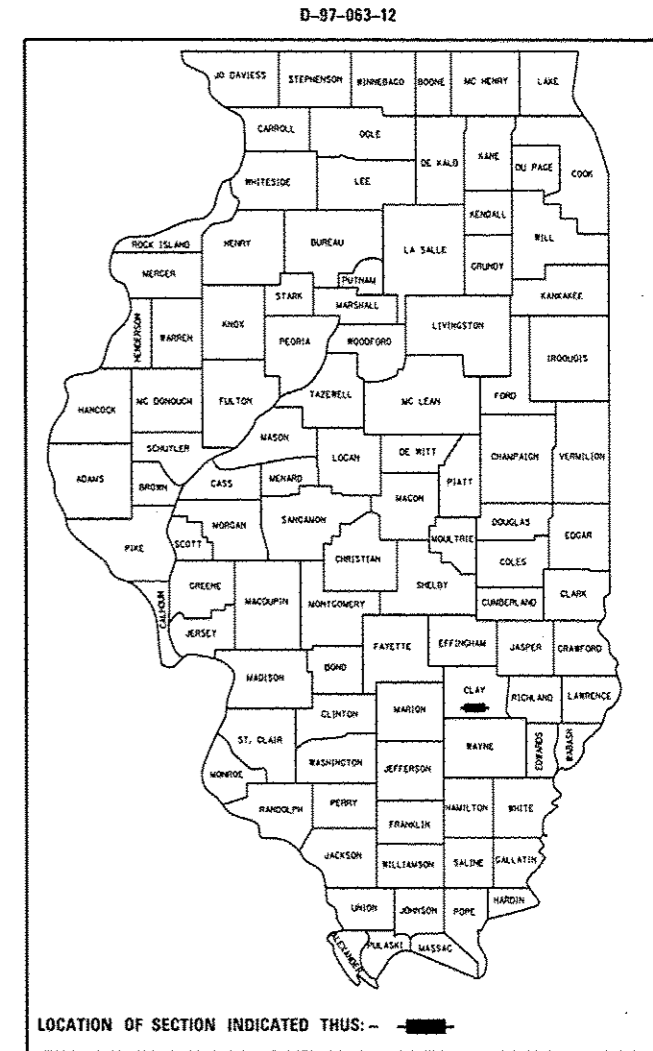 D-97-063-12
JO DAVIESS STEPHENSON WINNEBAGO BOONE MC HENRY LAKE
CARROLL OGLE DE KALB KANE DU PAGE COOK
WHITESIDE LEE
KENDALL WILL
ROCK ISLAND HENRY BUREAU LA SALLE GRUNDY
MERCER PUTNAM
STARK MARSHALL KANKAKEE
HENDERSON WARREN KNOX PEORIA WOODFORD LIVINGSTON IROQUOIS
HANCOCK MC DONOUGH FULTON TAZEWELL MC LEAN FORD
MASON
SCHUYLER LOGAN DE WITT CHAMPAIGN VERMILION
ADAMS BROWN CASS MENARD PIATT
MACON
PIKE SCOTT MORGAN SANGAMON MOULTRIE DOUGLAS EDGAR
CHRISTIAN COLES
CALHOUN GREENE MACOUPIN MONTGOMERY SHELBY CUMBERLAND CLARK
JERSEY FAYETTE EFFINGHAM JASPER CRAWFORD
MADISON BOND
CLAY RICHLAND LAWRENCE
CLINTON MARION
ST. CLAIR WAYNE EDWARDS WABASH
MONROE WASHINGTON JEFFERSON
RANDOLPH PERRY HAMILTON WHITE
FRANKLIN
JACKSON WILLIAMSON SALINE GALLATIN
UNION JOHNSON POPE HARDIN
ALEXANDER PULASKI MASSAC
LOCATION OF SECTION INDICATED THUS: -